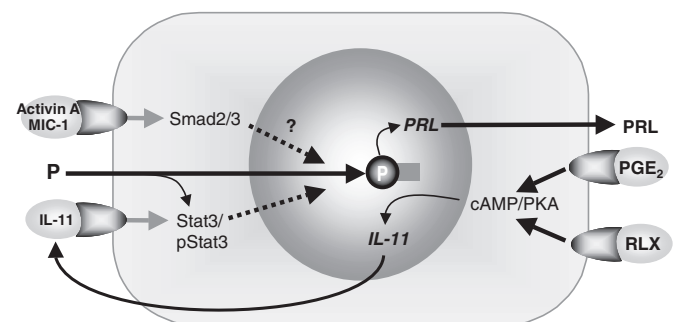 Activin A
MIC-1
Smad2/3
?
PRL
PRL
P
P
PGE₂
IL-11
Stat3/
pStat3
cAMP/PKA
IL-11
RLX